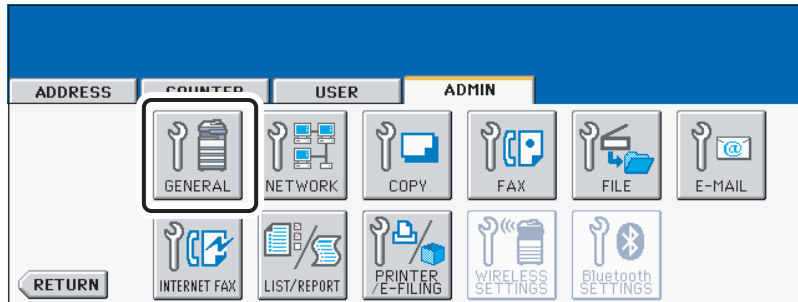 ADDRESS COUNTER USER ADMIN
GENERAL NETWORK COPY FAX FILE E-MAIL
INTERNET FAX LIST/REPORT PRINTER /E-FILING WIRELESS SETTINGS Bluetooth SETTINGS
RETURN